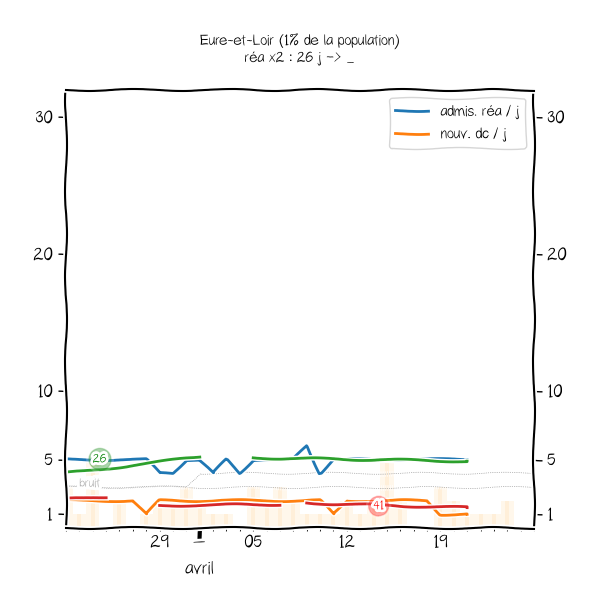 Eure-et-Loir (1% de la population)
réa x2 : 26 j -> _
admis. réa / j
nouv. dc / j
30
30
20
20
10
10
5
5
26
bruit
41
1
1
29
_
05
12
19
avril